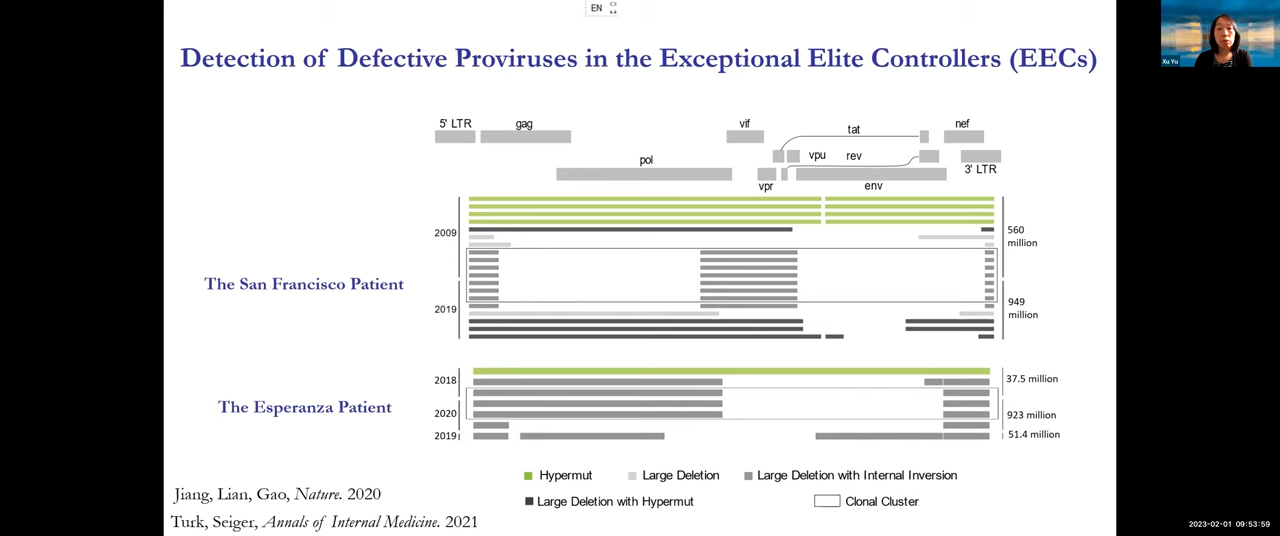 EN
Xu Yu
Detection of Defective Proviruses in the Exceptional Elite Controllers (EECs)
5' LTR
gag
vif
tat
nef
pol
vpu
rev
3' LTR
vpr
env
2009
560
million
The San Francisco Patient
2019
949
million
2018
37.5 million
The Esperanza Patient
2020
923 million
2019
51.4 million
Hypermut
Large Deletion
Large Deletion with Internal Inversion
Large Deletion with Hypermut
Clonal Cluster
Jiang, Lian, Gao, Nature. 2020
Turk, Seiger, Annals of Internal Medicine. 2021
2023-02-01 09:53:59